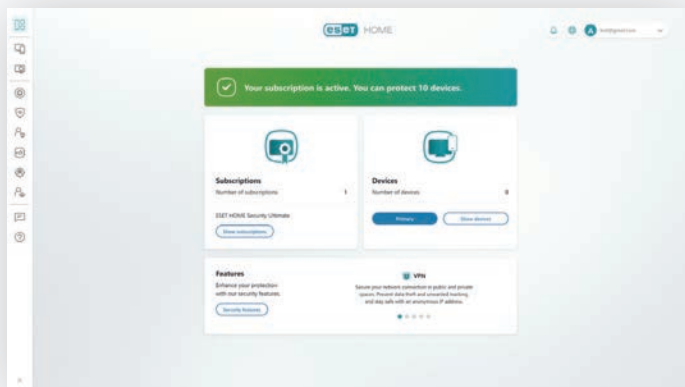 eseT HOME
Your subscription is active. You can protect 10 devices.
Subscriptions
Number of subscriptions 1
ESET HOME Security Ultimate
Show subscriptions
Devices
Number of devices
Show devices
Features
Enhance your protection
with our security features.
Security features
VPN
Secure your network connection in public and private
spaces. Prevent data theft and unwanted tracking,
and stay safe with an anonymous IP address.